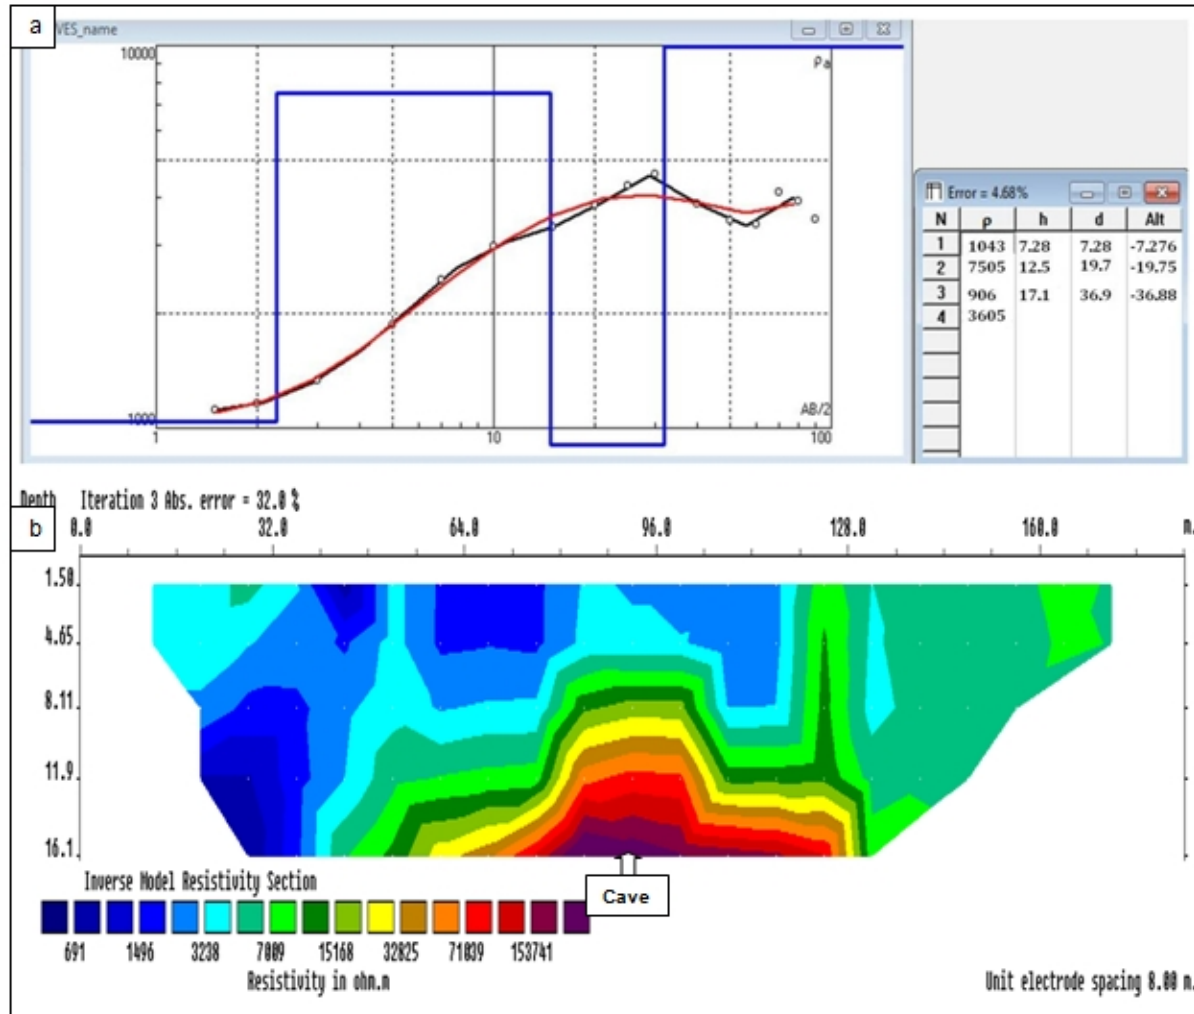 a
VES_name
10000
ρa
1000
AB/2
1 10 100
Error = 4.68%
N ρ h d Alt
1 1043 7.28 7.28 -7.276
2 7505 12.5 19.7 -19.75
3 906 17.1 36.9 -36.88
4 3605
Depth Iteration 3 Abs. error = 32.0 %
b
0.0 32.0 64.0 96.0 128.0 160.0 m.
1.50
4.65
8.11
11.9
16.1
Cave
Inverse Model Resistivity Section
691 1496 3238 7009 15168 32825 71039 153741
Resistivity in ohm.m
Unit electrode spacing 8.00 m.